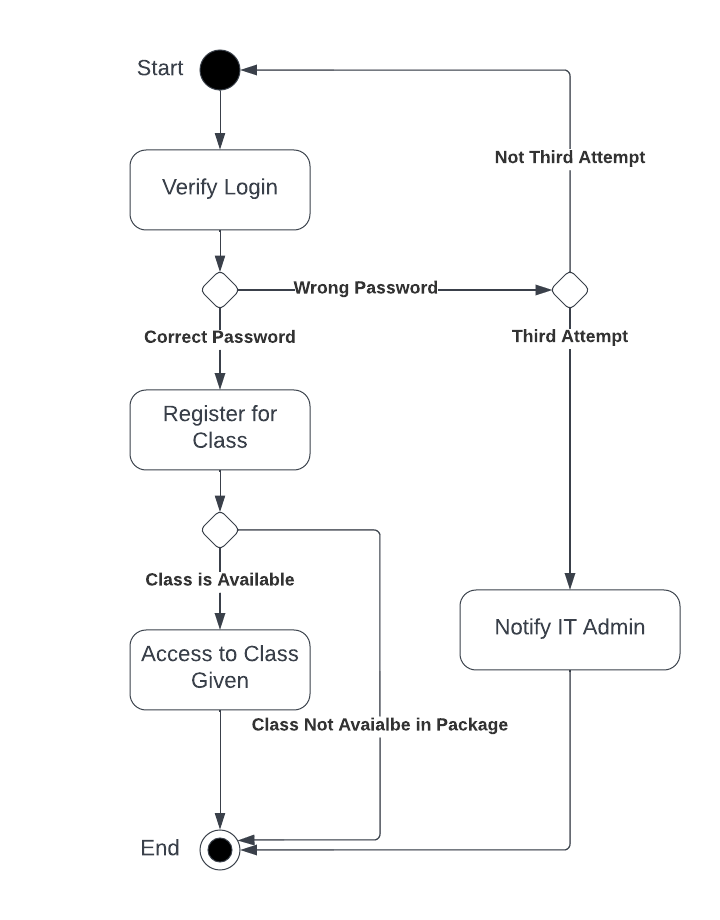 Start
Not Third Attempt
Verify Login
Wrong Password
Correct Password
Third Attempt
Register for
Class
Class is Available
Notify IT Admin
Access to Class
Given
Class Not Avaialbe in Package
End